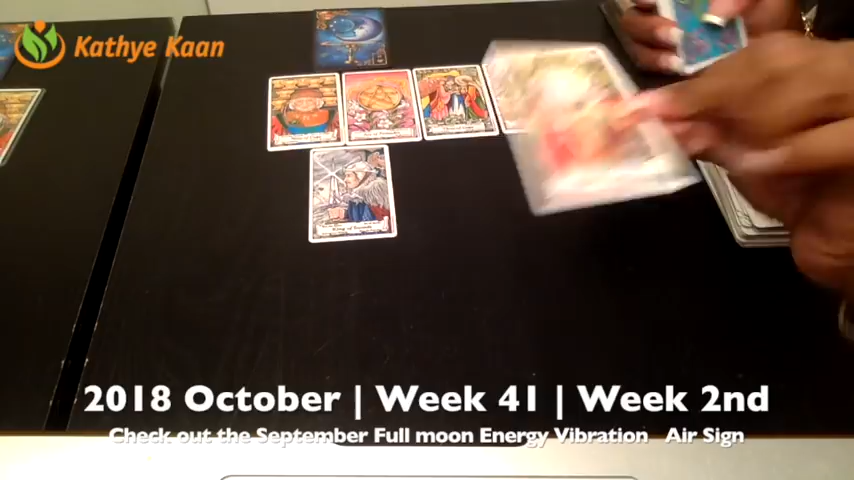 Kathye Kaan
2018 October | Week 41 | Week 2nd
Check out the September Full moon Energy Vibration Air Sign